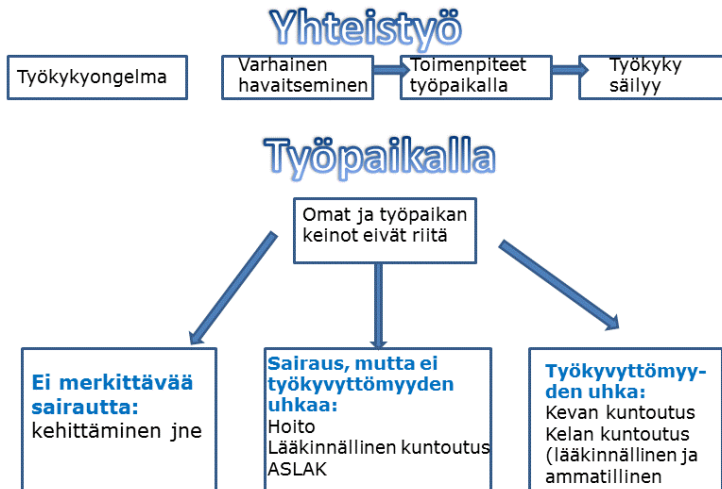 Yhteistyö
Työkykyongelma
Varhainen
havaitseminen
Toimenpiteet
työpaikalla
Työkyky
säilyy
Työpaikalla
Omat ja työpaikan
keinot eivät riitä
Ei merkittävää
sairautta:
kehittäminen jne
Sairaus, mutta ei
työkyvyttömyyden
uhkaa:
Hoito
Lääkinnällinen kuntoutus
ASLAK
Työkyvyttömyy-
den uhka:
Kevan kuntoutus
Kelan kuntoutus
(lääkinnällinen ja
ammatillinen